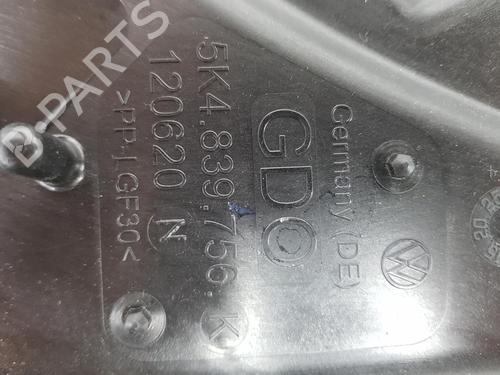 B-PARTS
Germany (DE)
GDO
5K4.839.756. K
120620 N
>PP-LGF30<